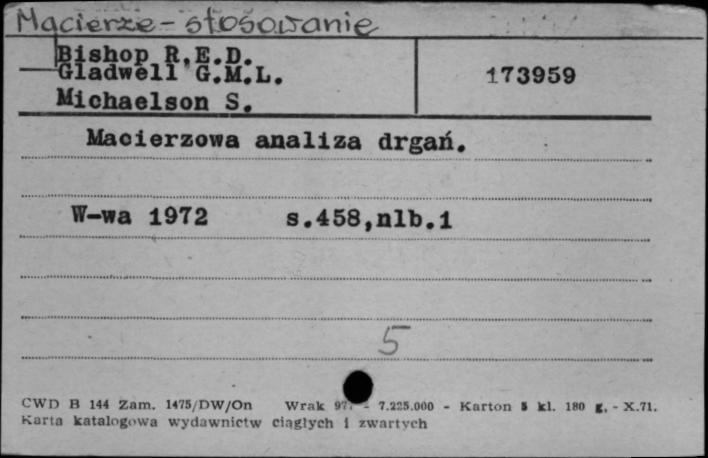 Macierze - stosowanie
Bishop R.E.D.
Gladwell G.M.L.
173959
Michaelson S.
Macierzowa analiza drgań.
W-wa 1972 s.458,nlb.1
5
CWD B 144 Zam. 1475/DW/On Wrak - 7.225.000 - Karton 5 kl. 180 g. - X.71.
Karta katalogowa wydawnictw ciągłych i zwartych